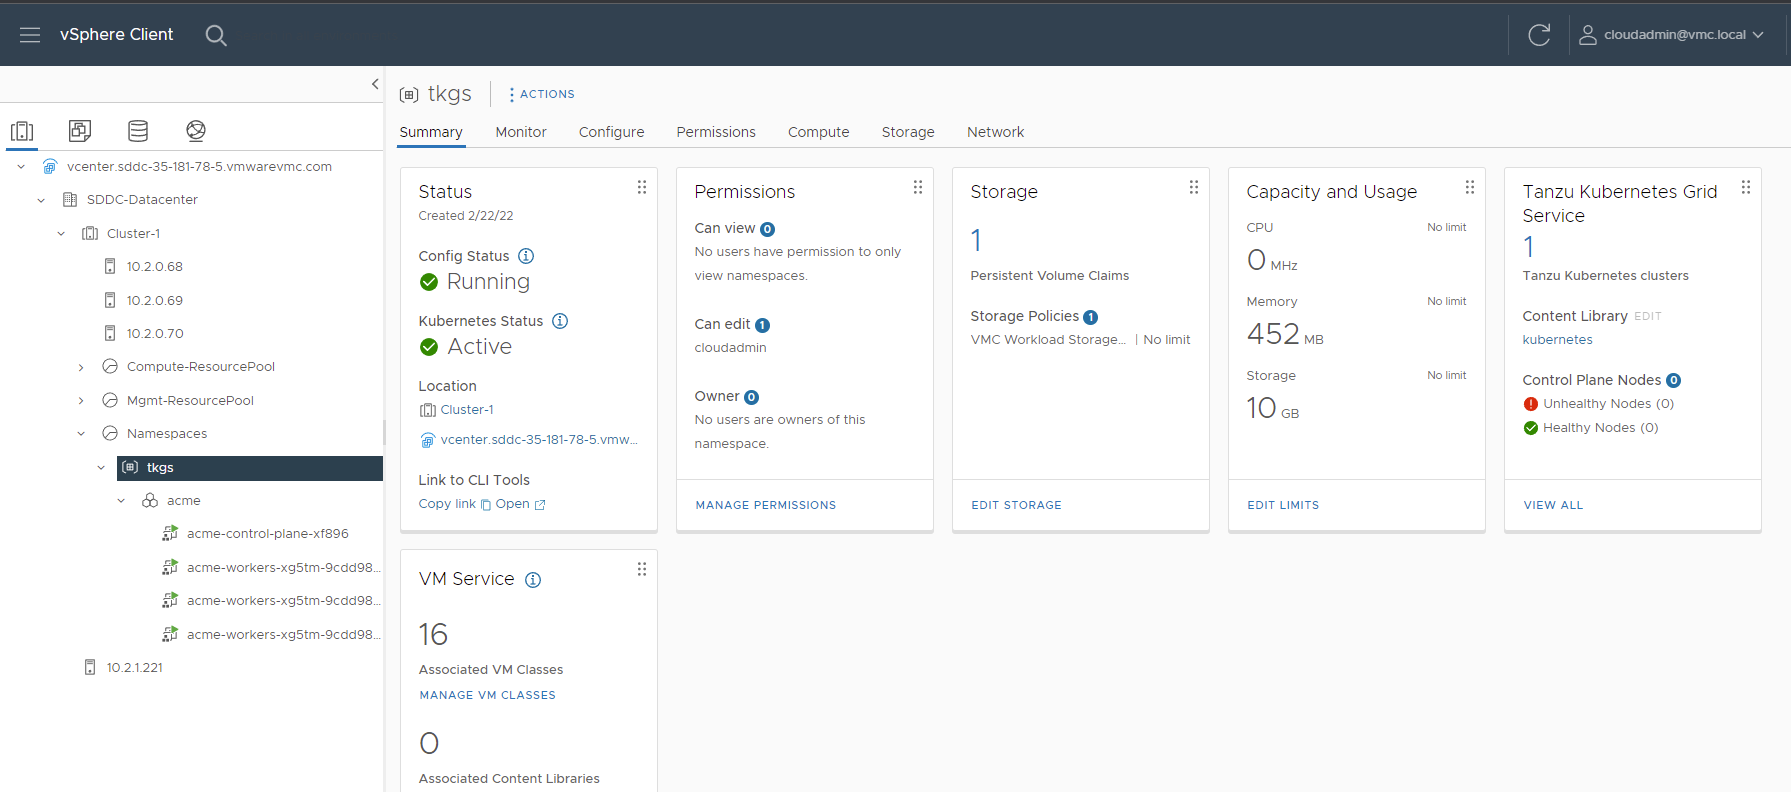 vSphere Client
cloudadmin@vmc.local
vcenter.sddc-35-181-78-5.vmwarevmc.com
SDDC-Datacenter
Cluster-1
10.2.0.68
10.2.0.69
10.2.0.70
Compute-ResourcePool
Mgmt-ResourcePool
Namespaces
tkgs
acme
acme-control-plane-xf896
acme-workers-xg5tm-9cdd98...
acme-workers-xg5tm-9cdd98...
acme-workers-xg5tm-9cdd98...
10.2.1.221
tkgs
ACTIONS
Summary Monitor Configure Permissions Compute Storage Network
Status
Created 2/22/22
Config Status
Running
Kubernetes Status
Active
Location
Cluster-1
vcenter.sddc-35-181-78-5.vmw...
Link to CLI Tools
Copy link Open
Permissions
Can view 0
No users have permission to only
view namespaces.
Can edit 1
cloudadmin
Owner 0
No users are owners of this
namespace.
MANAGE PERMISSIONS
Storage
1
Persistent Volume Claims
Storage Policies 1
VMC Workload Storage... | No limit
EDIT STORAGE
Capacity and Usage
CPU No limit
0 MHz
Memory No limit
452 MB
Storage No limit
10 GB
EDIT LIMITS
Tanzu Kubernetes Grid
Service
1
Tanzu Kubernetes clusters
Content Library EDIT
kubernetes
Control Plane Nodes 0
Unhealthy Nodes (0)
Healthy Nodes (0)
VIEW ALL
VM Service
16
Associated VM Classes
MANAGE VM CLASSES
0
Associated Content Libraries